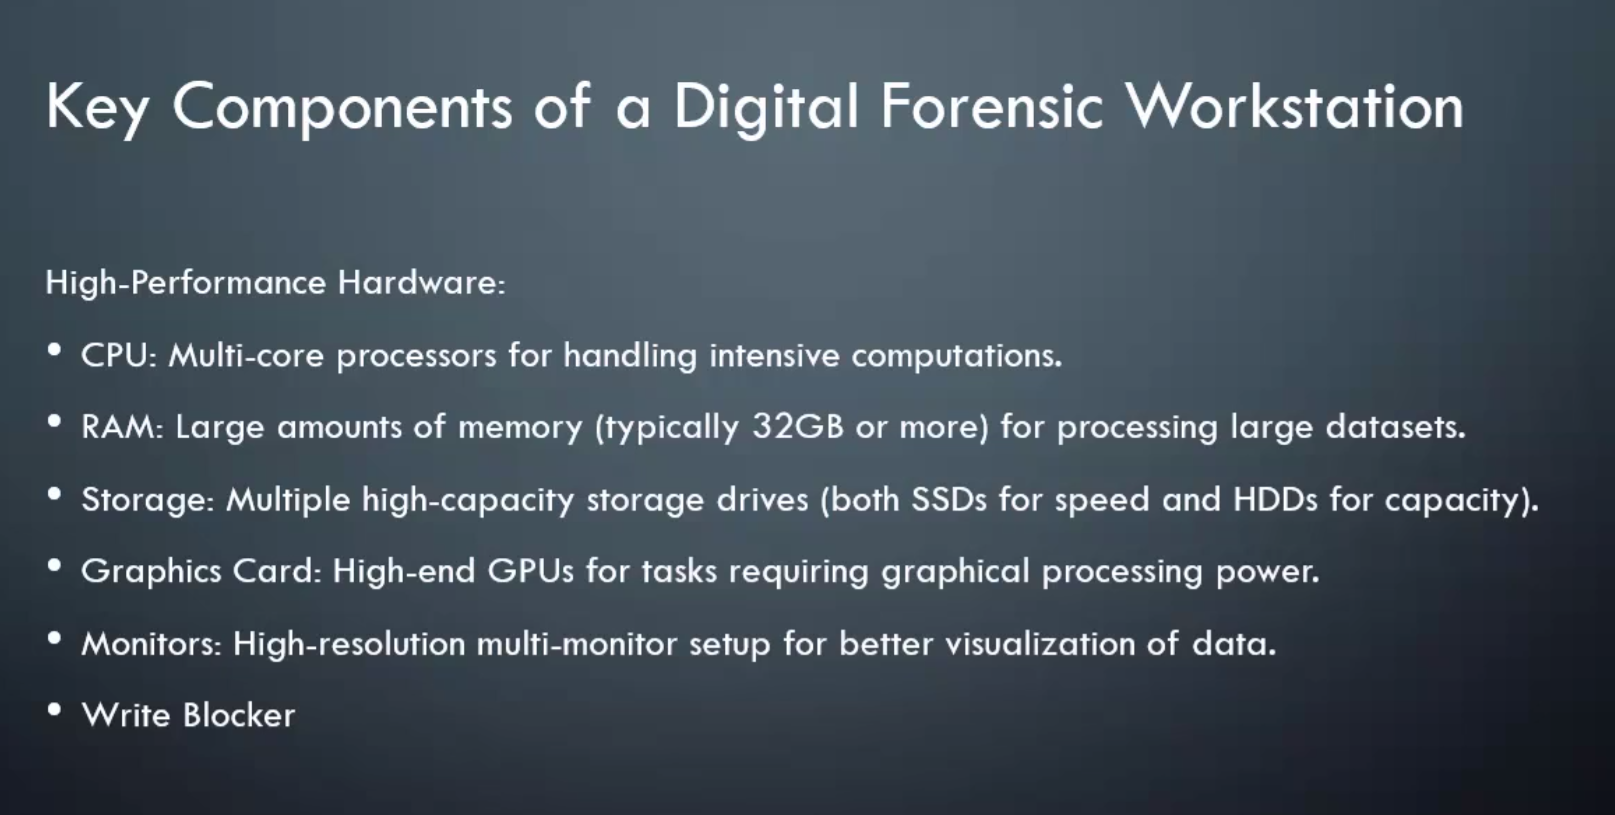 Key Components of a Digital Forensic Workstation
High-Performance Hardware:
• CPU: Multi-core processors for handling intensive computations.
• RAM: Large amounts of memory (typically 32GB or more) for processing large datasets.
• Storage: Multiple high-capacity storage drives (both SSDs for speed and HDDs for capacity).
• Graphics Card: High-end GPUs for tasks requiring graphical processing power.
• Monitors: High-resolution multi-monitor setup for better visualization of data.
• Write Blocker